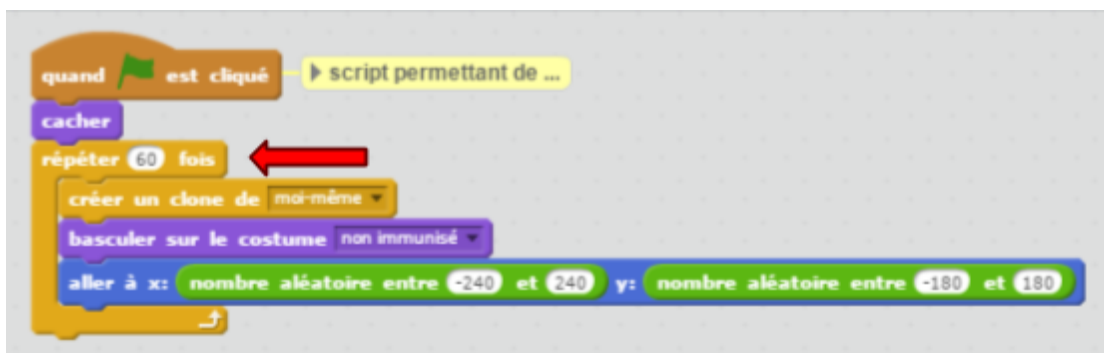 quand est cliqué script permettant de ...
cacher
répéter 60 fois
créer un clone de moi-même
basculer sur le costume non immunisé
aller à x: nombre aléatoire entre -240 et 240 y: nombre aléatoire entre -180 et 180